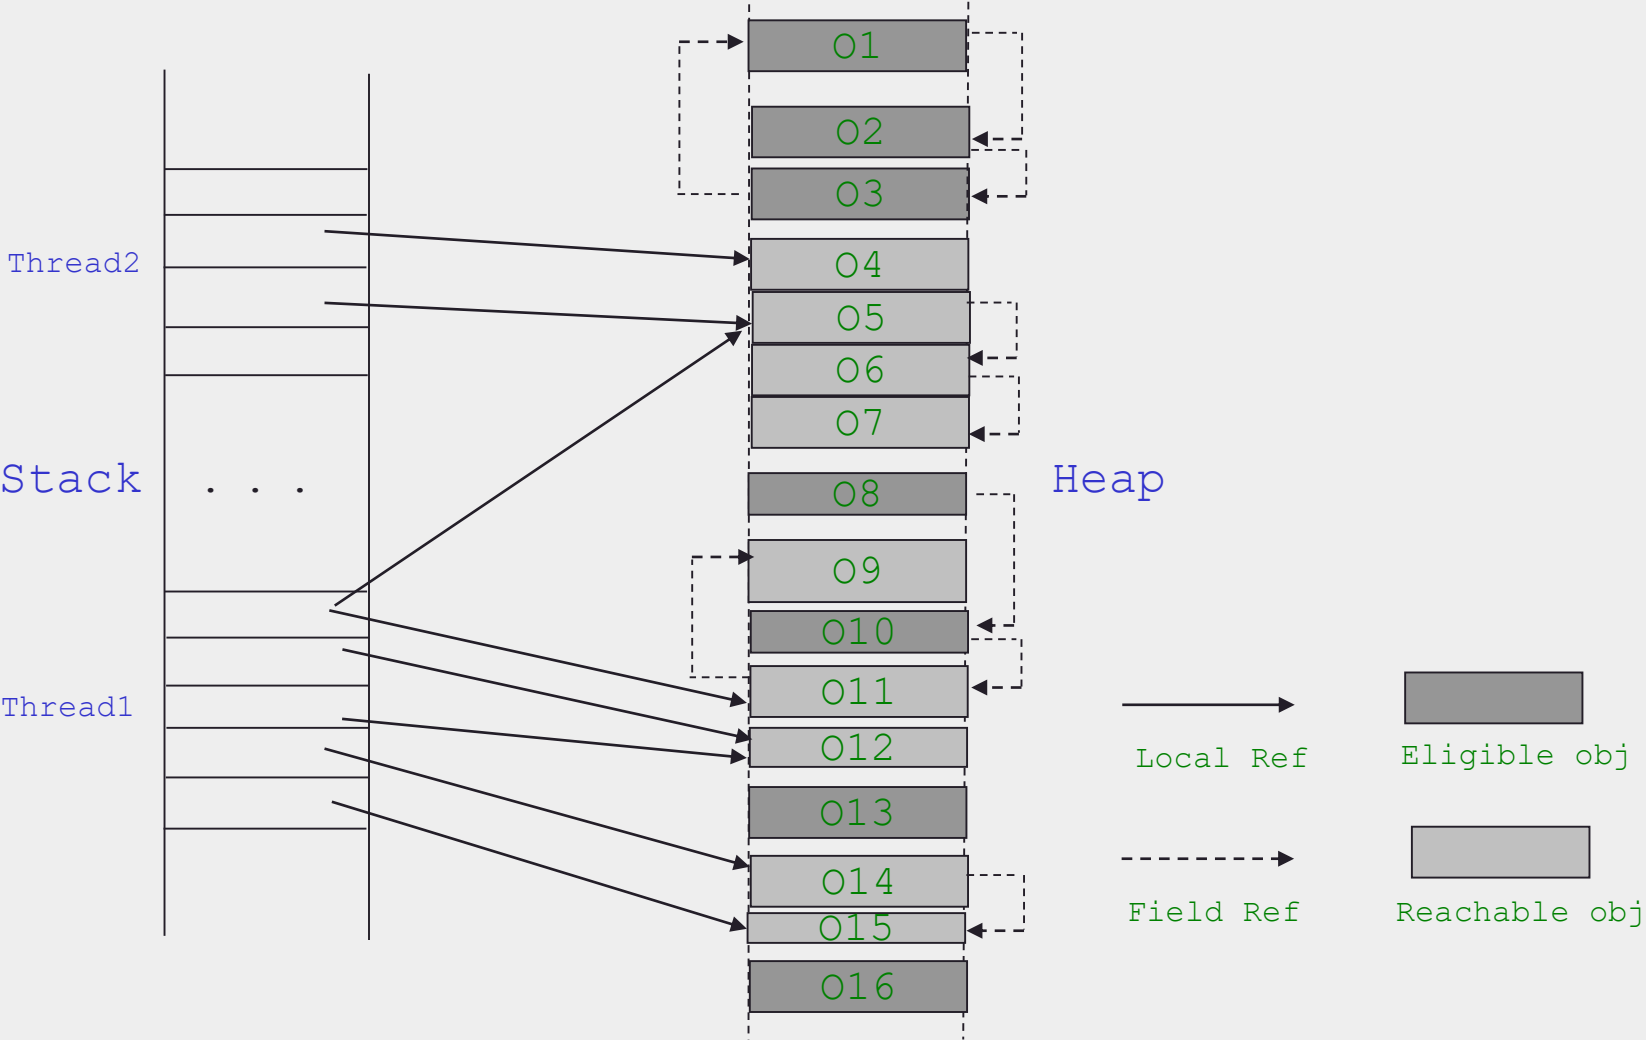 O1
O2
O3
Thread2
O4
O5
O6
O7
Stack
. . .
O8
Heap
O9
O10
O11
Thread1
O12
Local Ref
Eligible obj
O13
O14
Field Ref
Reachable obj
O15
O16